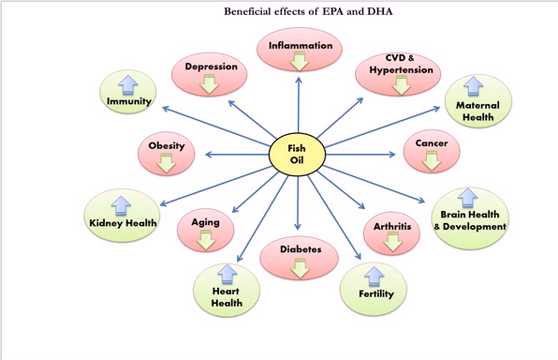 Beneficial effects of EPA and DHA
Inflammation
Depression
CVD &
Hypertension
Immunity
Maternal
Health
Fish
Oil
Obesity
Cancer
Kidney Health
Brain Health
& Development
Aging
Arthritis
Diabetes
Heart
Health
Fertility